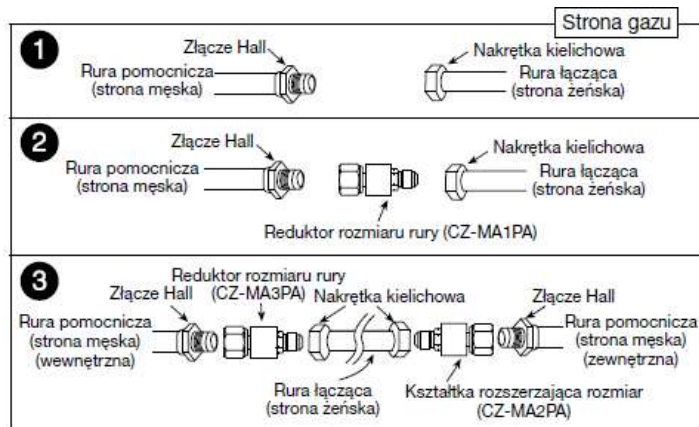 Strona gazu
1
Złącze Hall
Rura pomocnicza
(strona męska)
Nakrętka kielichowa
Rura łącząca
(strona żeńska)
2
Złącze Hall
Rura pomocnicza
(strona męska)
Nakrętka kielichowa
Rura łącząca
(strona żeńska)
Reduktor rozmiaru rury (CZ-MA1PA)
3
Reduktor rozmiaru rury
(CZ-MA3PA)
Złącze Hall
Rura pomocnicza
(strona męska)
(wewnętrzna)
Nakrętka kielichowa
Rura łącząca
(strona żeńska)
Złącze Hall
Rura pomocnicza
(strona męska)
(zewnętrzna)
Kształtka rozszerzająca rozmiar
(CZ-MA2PA)